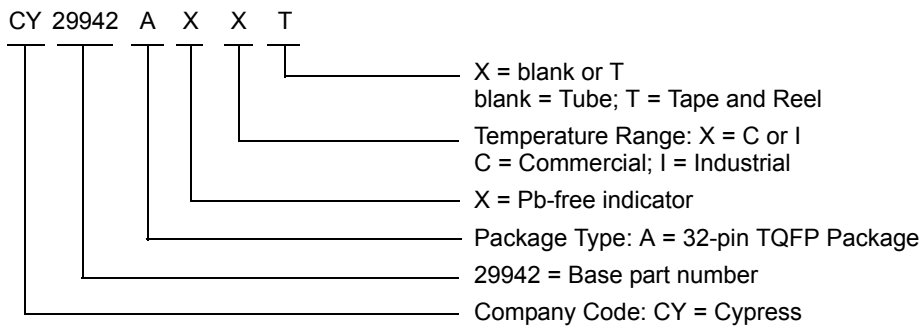 CY 29942 A X X T
X = blank or T
blank = Tube; T = Tape and Reel
Temperature Range: X = C or I
C = Commercial; I = Industrial
X = Pb-free indicator
Package Type: A = 32-pin TQFP Package
29942 = Base part number
Company Code: CY = Cypress